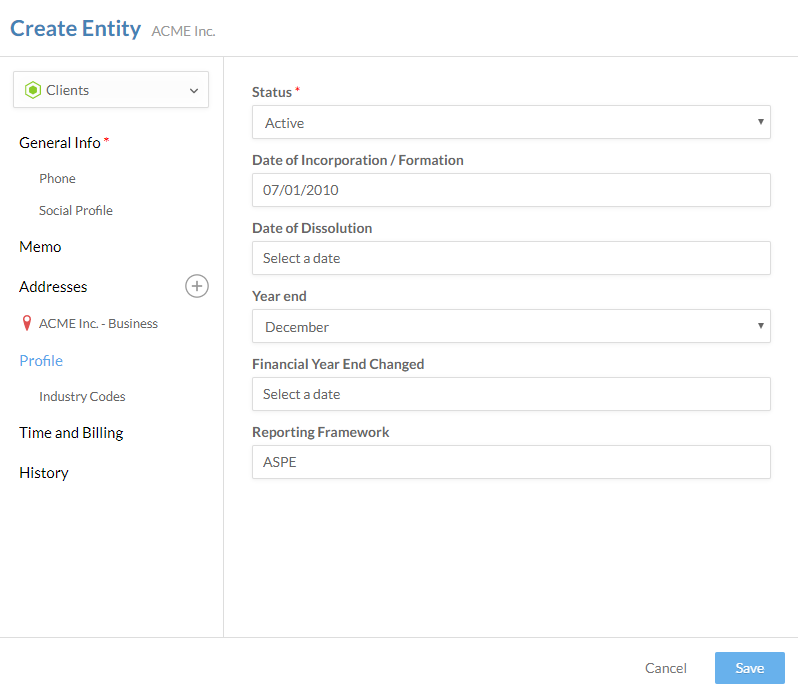 Create Entity ACME Inc.
Clients
General Info *
Phone
Social Profile
Memo
Addresses
ACME Inc. - Business
Profile
Industry Codes
Time and Billing
History
Status *
Active
Date of Incorporation / Formation
07/01/2010
Date of Dissolution
Select a date
Year end
December
Financial Year End Changed
Select a date
Reporting Framework
ASPE
Cancel Save